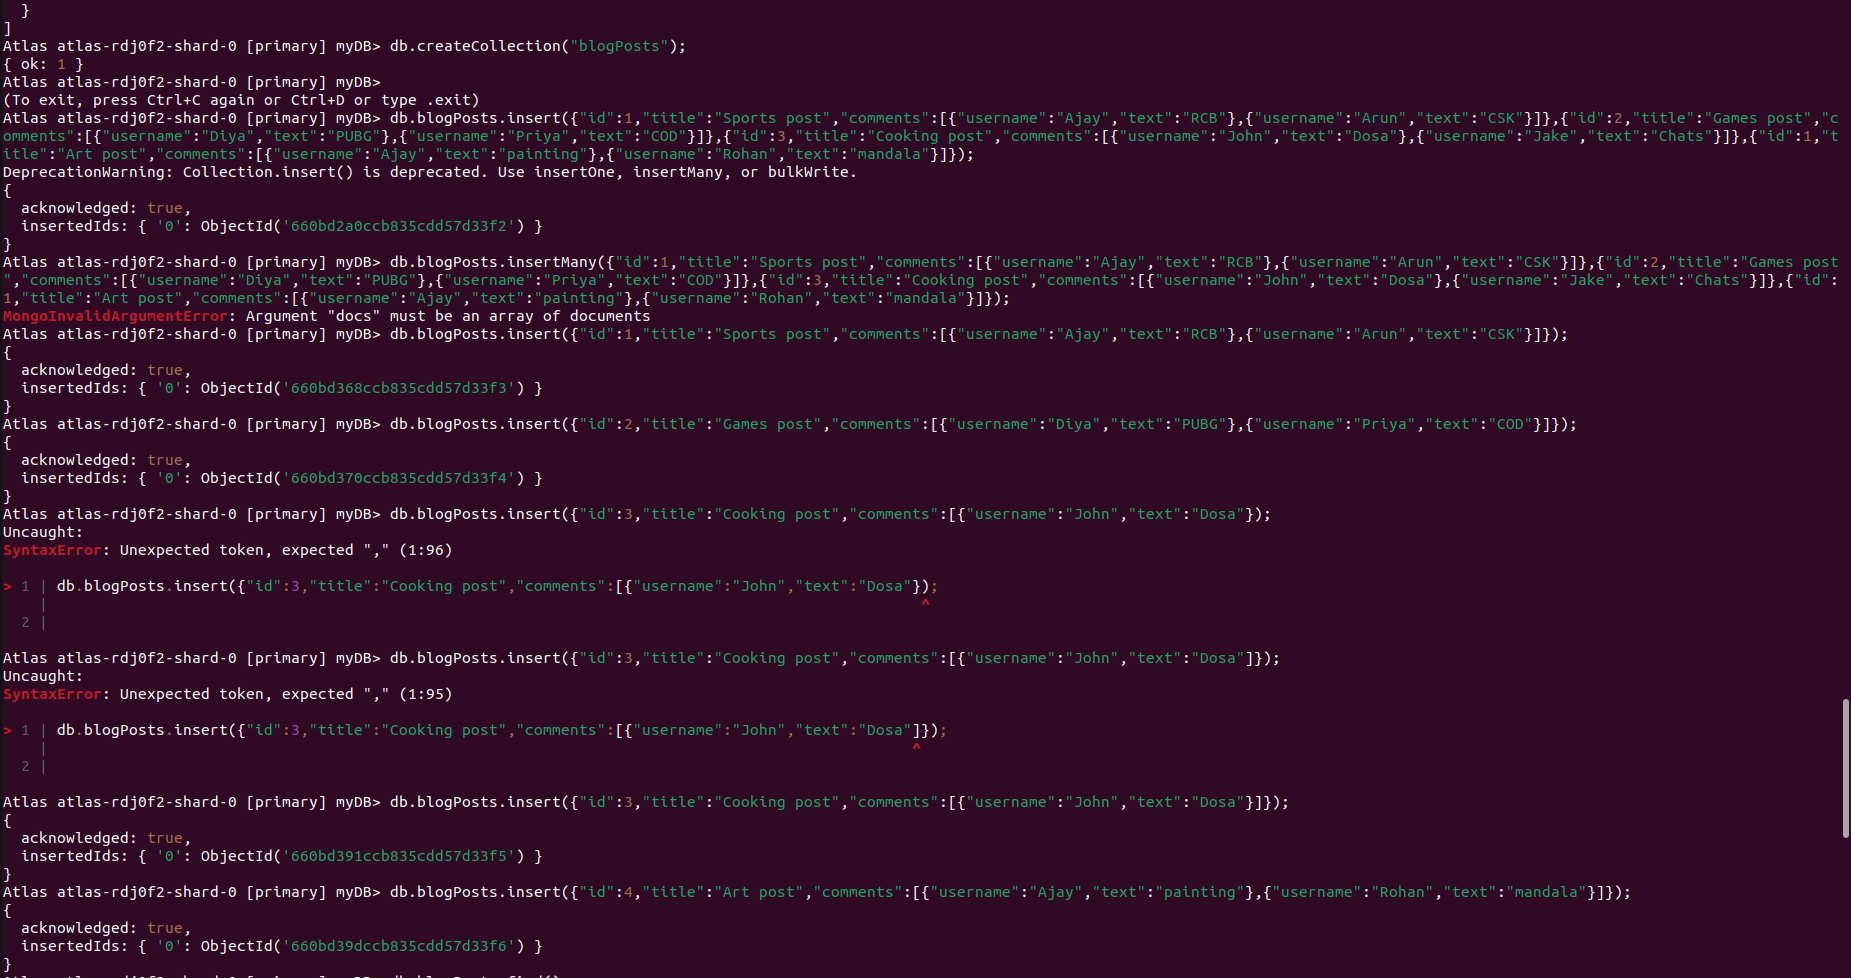 }
]
Atlas atlas-rdj0f2-shard-0 [primary] myDB> db.createCollection("blogPosts");
{ ok: 1 }
Atlas atlas-rdj0f2-shard-0 [primary] myDB>
(To exit, press Ctrl+C again or Ctrl+D or type .exit)
Atlas atlas-rdj0f2-shard-0 [primary] myDB> db.blogPosts.insert({"id":1,"title":"Sports post","comments":[{"username":"Ajay","text":"RCB"},{"username":"Arun","text":"CSK"}]},{"id":2,"title":"Games post","c
omments":[{"username":"Diya","text":"PUBG"},{"username":"Priya","text":"COD"}]},{"id":3,"title":"Cooking post","comments":[{"username":"John","text":"Dosa"},{"username":"Jake","text":"Chats"}]},{"id":1,"t
itle":"Art post","comments":[{"username":"Ajay","text":"painting"},{"username":"Rohan","text":"mandala"}]});
DeprecationWarning: Collection.insert() is deprecated. Use insertOne, insertMany, or bulkWrite.
{
  acknowledged: true,
  insertedIds: { '0': ObjectId('660bd2a0ccb835cdd57d33f2') }
}
Atlas atlas-rdj0f2-shard-0 [primary] myDB> db.blogPosts.insertMany({"id":1,"title":"Sports post","comments":[{"username":"Ajay","text":"RCB"},{"username":"Arun","text":"CSK"}]},{"id":2,"title":"Games post
","comments":[{"username":"Diya","text":"PUBG"},{"username":"Priya","text":"COD"}]},{"id":3,"title":"Cooking post","comments":[{"username":"John","text":"Dosa"},{"username":"Jake","text":"Chats"}]},{"id":
1,"title":"Art post","comments":[{"username":"Ajay","text":"painting"},{"username":"Rohan","text":"mandala"}]});
MongoInvalidArgumentError: Argument "docs" must be an array of documents
Atlas atlas-rdj0f2-shard-0 [primary] myDB> db.blogPosts.insert({"id":1,"title":"Sports post","comments":[{"username":"Ajay","text":"RCB"},{"username":"Arun","text":"CSK"}]});
{
  acknowledged: true,
  insertedIds: { '0': ObjectId('660bd368ccb835cdd57d33f3') }
}
Atlas atlas-rdj0f2-shard-0 [primary] myDB> db.blogPosts.insert({"id":2,"title":"Games post","comments":[{"username":"Diya","text":"PUBG"},{"username":"Priya","text":"COD"}]});
{
  acknowledged: true,
  insertedIds: { '0': ObjectId('660bd370ccb835cdd57d33f4') }
}
Atlas atlas-rdj0f2-shard-0 [primary] myDB> db.blogPosts.insert({"id":3,"title":"Cooking post","comments":[{"username":"John","text":"Dosa"});
Uncaught:
SyntaxError: Unexpected token, expected "," (1:96)
> 1 | db.blogPosts.insert({"id":3,"title":"Cooking post","comments":[{"username":"John","text":"Dosa"});
    | ^
  2 |
Atlas atlas-rdj0f2-shard-0 [primary] myDB> db.blogPosts.insert({"id":3,"title":"Cooking post","comments":[{"username":"John","text":"Dosa"]});
Uncaught:
SyntaxError: Unexpected token, expected "," (1:95)
> 1 | db.blogPosts.insert({"id":3,"title":"Cooking post","comments":[{"username":"John","text":"Dosa"]});
    | ^
  2 |
Atlas atlas-rdj0f2-shard-0 [primary] myDB> db.blogPosts.insert({"id":3,"title":"Cooking post","comments":[{"username":"John","text":"Dosa"}]});
{
  acknowledged: true,
  insertedIds: { '0': ObjectId('660bd391ccb835cdd57d33f5') }
}
Atlas atlas-rdj0f2-shard-0 [primary] myDB> db.blogPosts.insert({"id":4,"title":"Art post","comments":[{"username":"Ajay","text":"painting"},{"username":"Rohan","text":"mandala"}]});
{
  acknowledged: true,
  insertedIds: { '0': ObjectId('660bd39dccb835cdd57d33f6') }
}